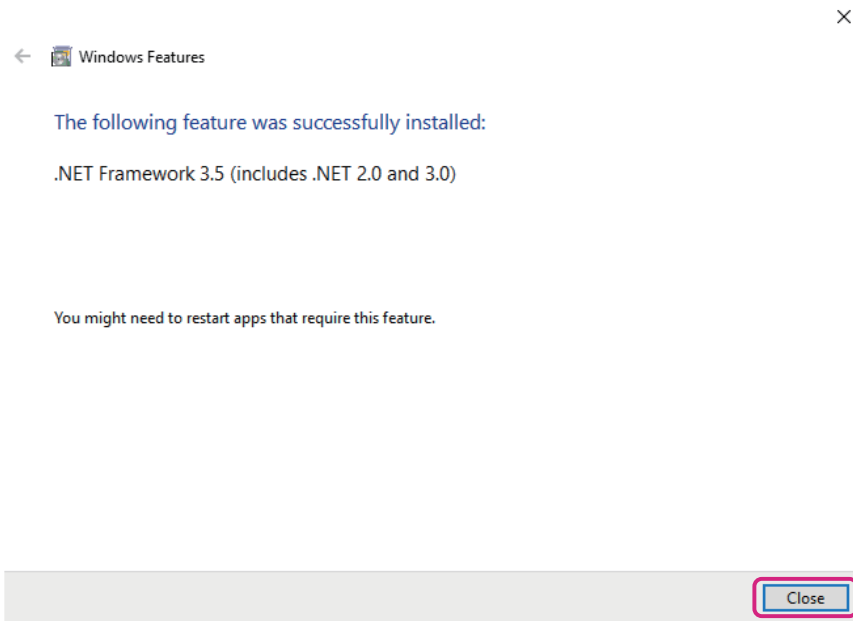 Windows Features
The following feature was successfully installed:
.NET Framework 3.5 (includes .NET 2.0 and 3.0)
You might need to restart apps that require this feature.
Close